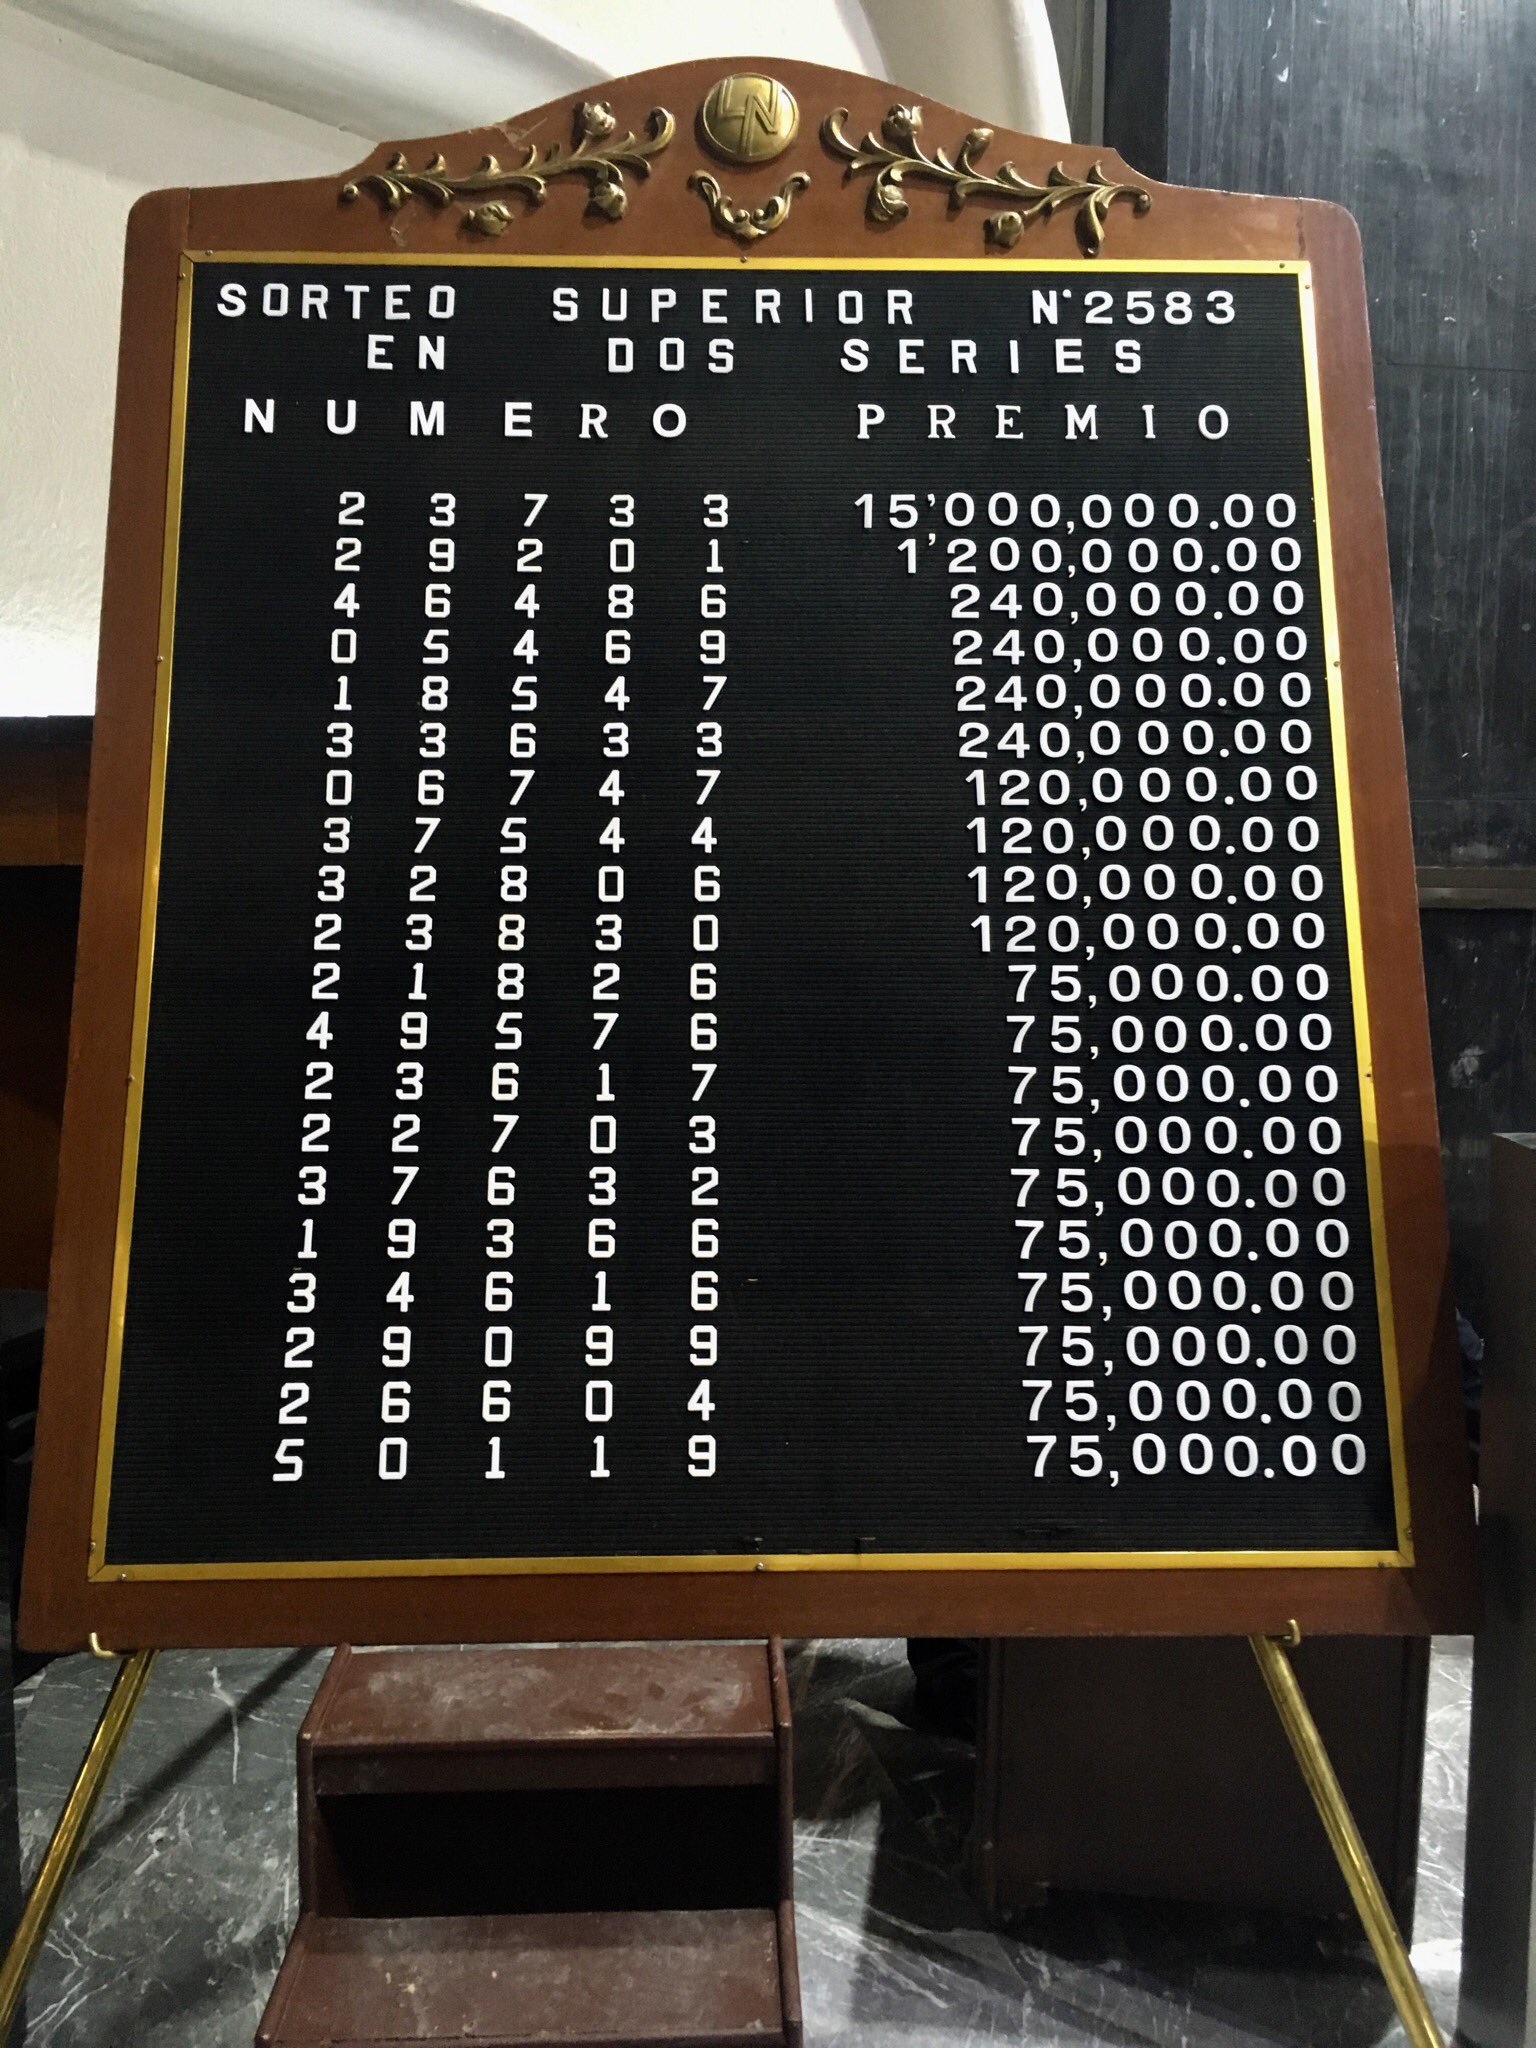 LN
SORTEO SUPERIOR N°2583
EN DOS SERIES
NUMERO PREMIO
2 3 7 3 3 15'000,000.00
2 9 2 0 1 1'200,000.00
4 6 4 8 6 240,000.00
0 5 4 6 9 240,000.00
1 8 5 4 7 240,000.00
3 3 6 3 3 240,000.00
0 6 7 4 7 120,000.00
3 7 5 4 4 120,000.00
3 2 8 0 6 120,000.00
2 3 8 3 0 120,000.00
2 1 8 2 6 75,000.00
4 9 5 7 6 75,000.00
2 3 6 1 7 75,000.00
2 2 7 0 3 75,000.00
3 7 6 3 2 75,000.00
1 9 3 6 6 75,000.00
3 4 6 1 6 75,000.00
2 9 0 9 9 75,000.00
2 6 6 0 4 75,000.00
5 0 1 1 9 75,000.00